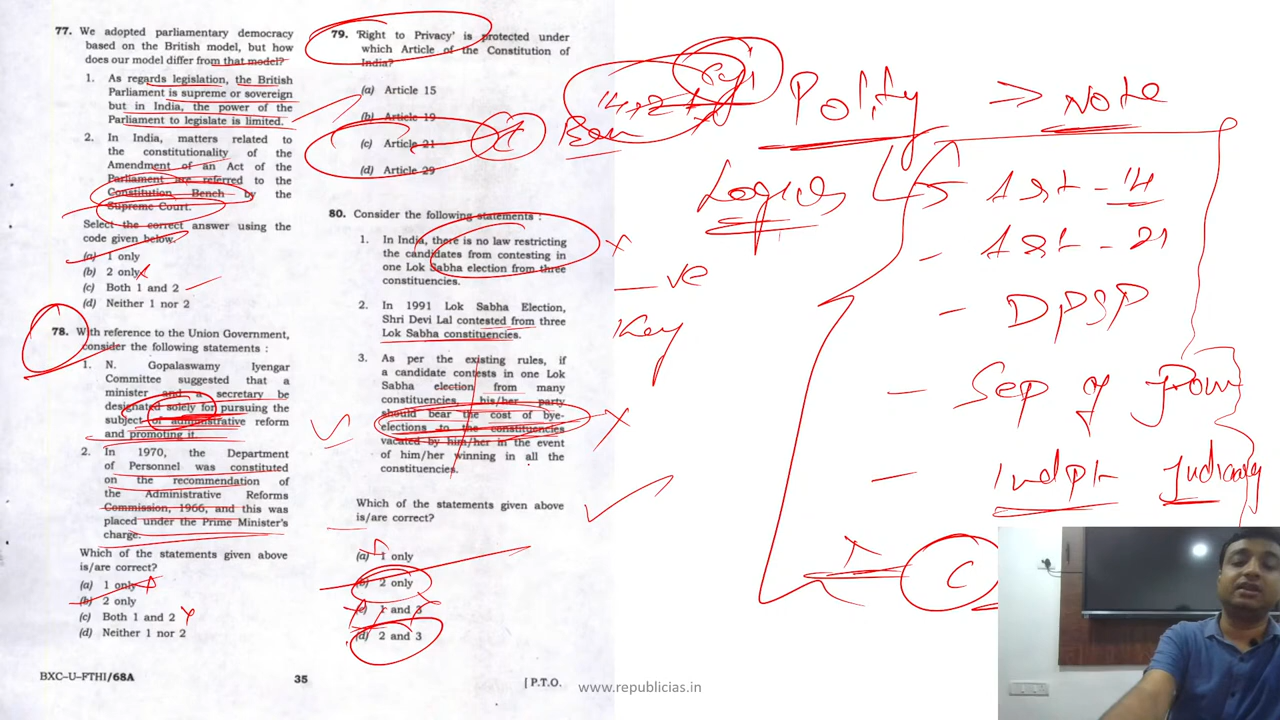 77. We adopted parliamentary democracy
based on the British model, but how
does our model differ from that model?
1. As regards legislation, the British
Parliament is supreme or sovereign
but in India, the power of the
Parliament to legislate is limited.
2. In India, matters related to
the constitutionality of the
Amendment of an Act of the
Parliament are referred to the
Constitution Bench by the
Supreme Court.
Select the correct answer using the
code given below.
(a) 1 only
(b) 2 only
(c) Both 1 and 2
(d) Neither 1 nor 2
78. With reference to the Union Government,
consider the following statements :
1. N. Gopalaswamy Iyengar
Committee suggested that a
minister and a secretary be
designated solely for pursuing the
subject of administrative reform
and promoting it.
2. In 1970, the Department
of Personnel was constituted
on the recommendation of
the Administrative Reforms
Commission, 1966, and this was
placed under the Prime Minister's
charge.
Which of the statements given above
is/are correct?
(a) 1 only
(b) 2 only
(c) Both 1 and 2
(d) Neither 1 nor 2
BXC-U-FTHI/68A
35
79. 'Right to Privacy' is protected under
which Article of the Constitution of
India?
(a) Article 15
(b) Article 19
(c) Article 21
(d) Article 29
80. Consider the following statements :
1. In India, there is no law restricting
the candidates from contesting in
one Lok Sabha election from three
constituencies.
2. In 1991 Lok Sabha Election,
Shri Devi Lal contested from three
Lok Sabha constituencies.
3. As per the existing rules, if
a candidate contests in one Lok
Sabha election from many
constituencies, his/her party
should bear the cost of bye-
elections to the constituencies
vacated by him/her in the event
of him/her winning in all the
constituencies.
Which of the statements given above
is/are correct?
(a) 1 only
(b) 2 only
(c) 1 and 3
(d) 2 and 3
[ P.T.O.
www.republicias.in
Polity → Note
Logics
Art - 14
- Art - 21
- DPSP
- Sep of pow
- Indpt Judiciary
-ve
Key
C